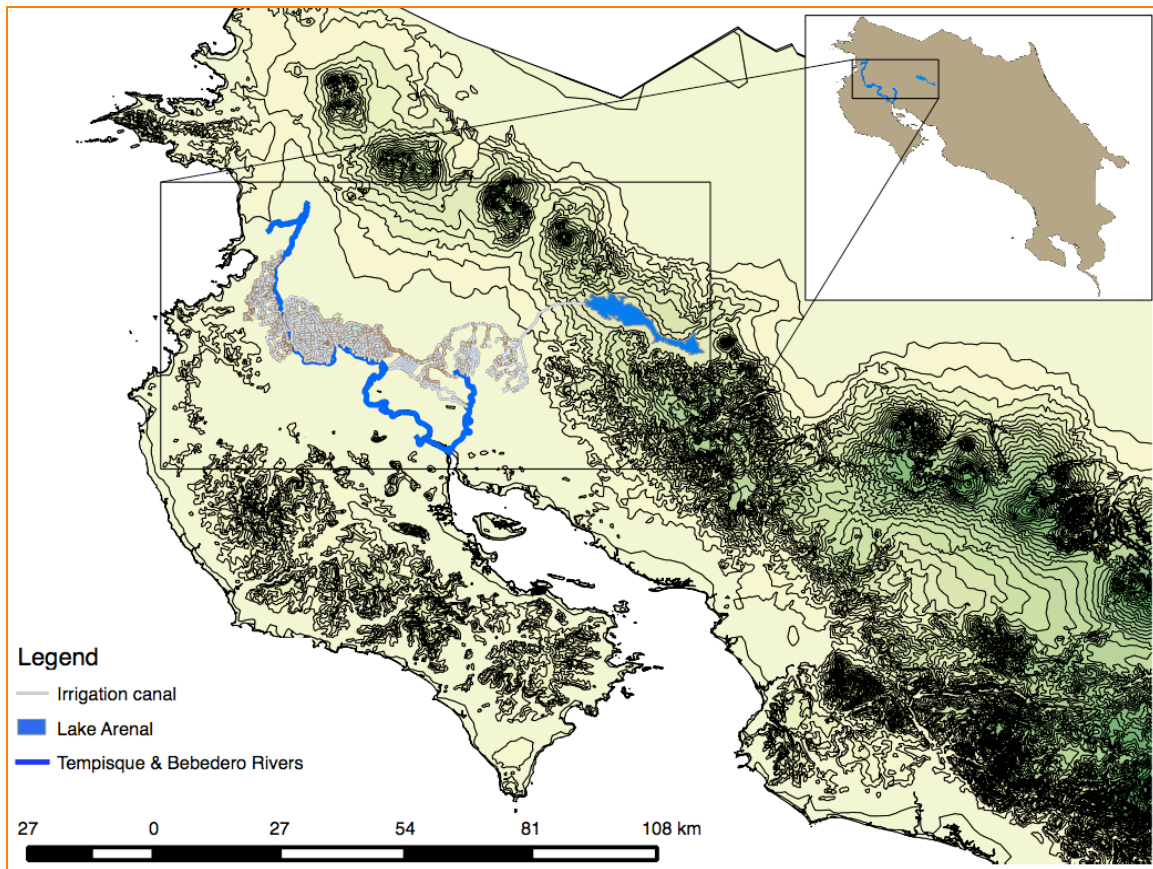 Legend
Irrigation canal
Lake Arenal
Tempisque & Bebedero Rivers
27 0 27 54 81 108 km